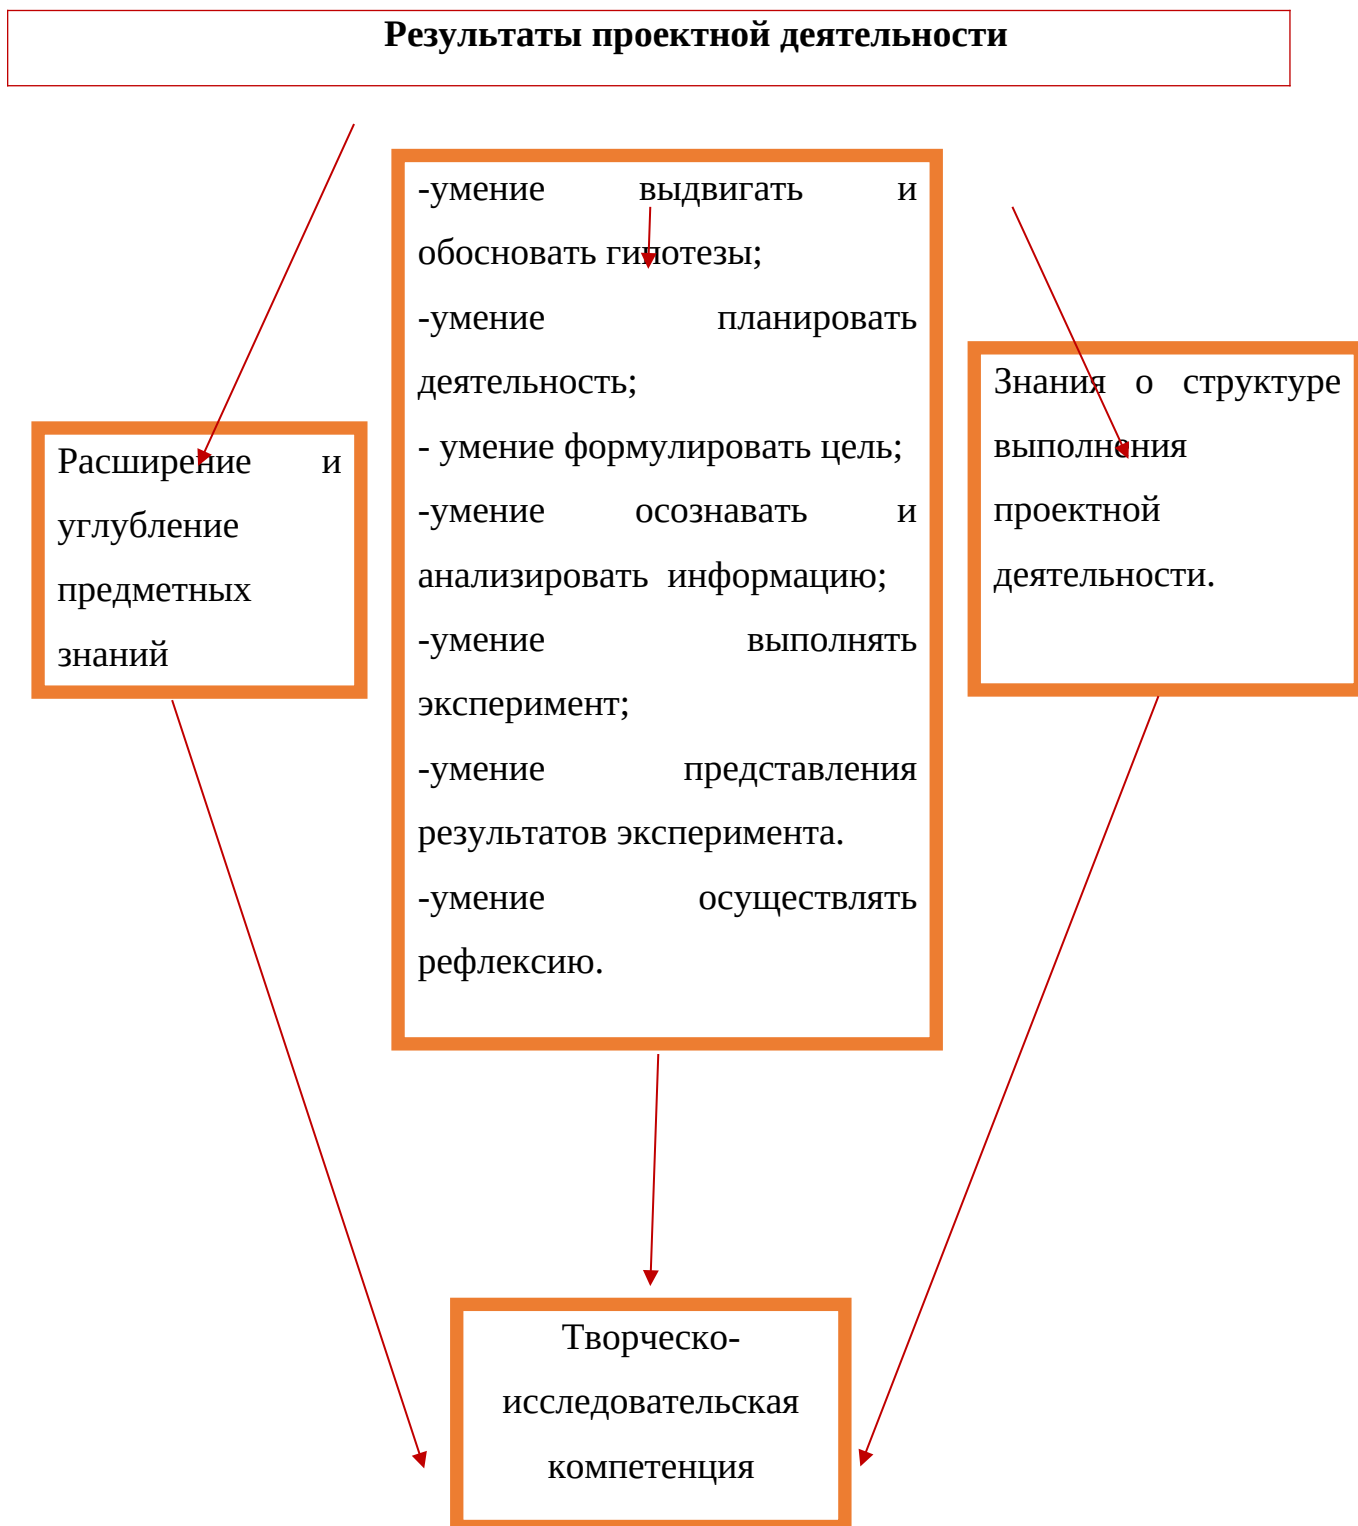 Результаты проектной деятельности
-умение выдвигать и
обосновать гипотезы;
-умение планировать
деятельность;
- умение формулировать цель;
-умение осознавать и
анализировать информацию;
-умение выполнять
эксперимент;
-умение представления
результатов эксперимента.
-умение осуществлять
рефлексию.
Знания о структуре
выполнения
проектной
деятельности.
Расширение и
углубление
предметных
знаний
Творческо-
исследовательская
компетенция